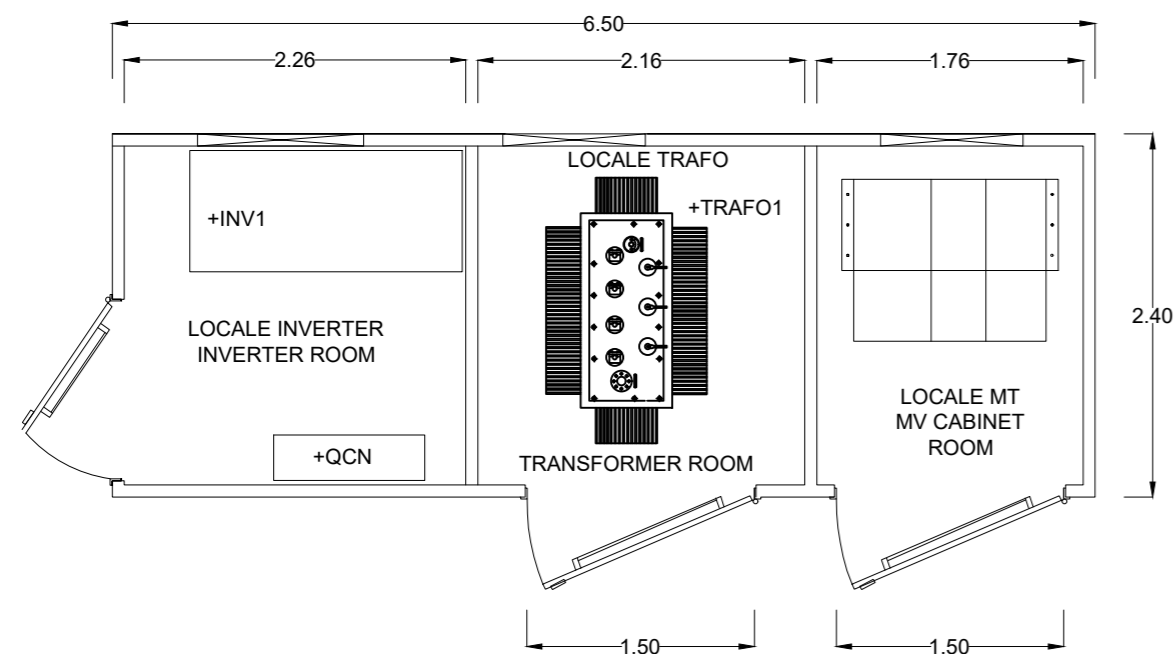 6.50
2.26
2.16
1.76
LOCALE TRAFO
+INV1
+TRAFO1
2.40
LOCALE INVERTER
INVERTER ROOM
LOCALE MT
MV CABINET
ROOM
+QCN
TRANSFORMER ROOM
1.50
1.50